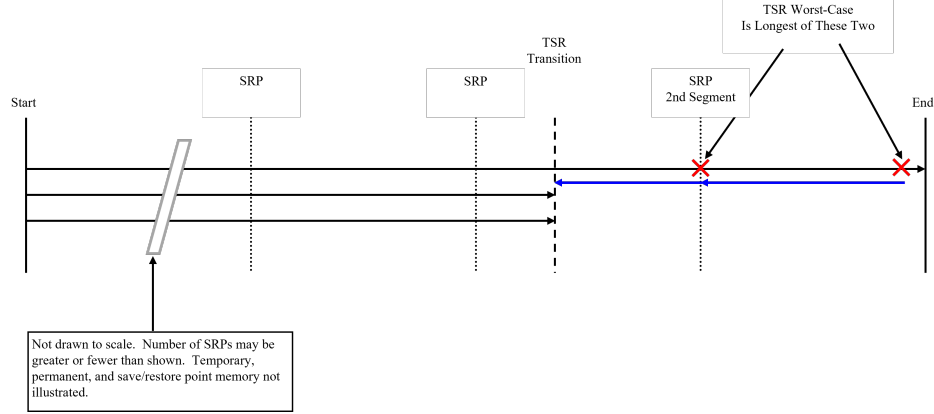 TSR Worst-Case
Is Longest of These Two
TSR
Transition
SRP
SRP
SRP
2nd Segment
Start
End
Not drawn to scale.  Number of SRPs may be
greater or fewer than shown.  Temporary,
permanent, and save/restore point memory not
illustrated.